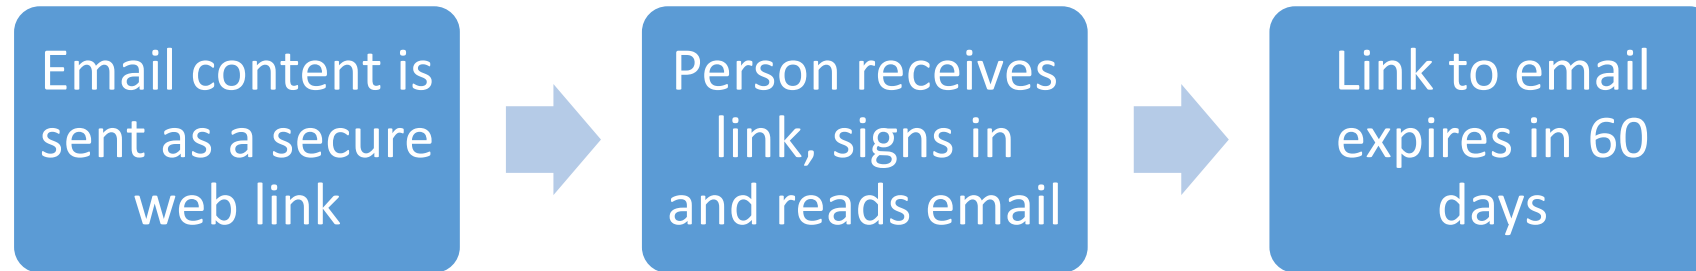 Email content is
sent as a secure
web link
Person receives
link, signs in
and reads email
Link to email
expires in 60
days